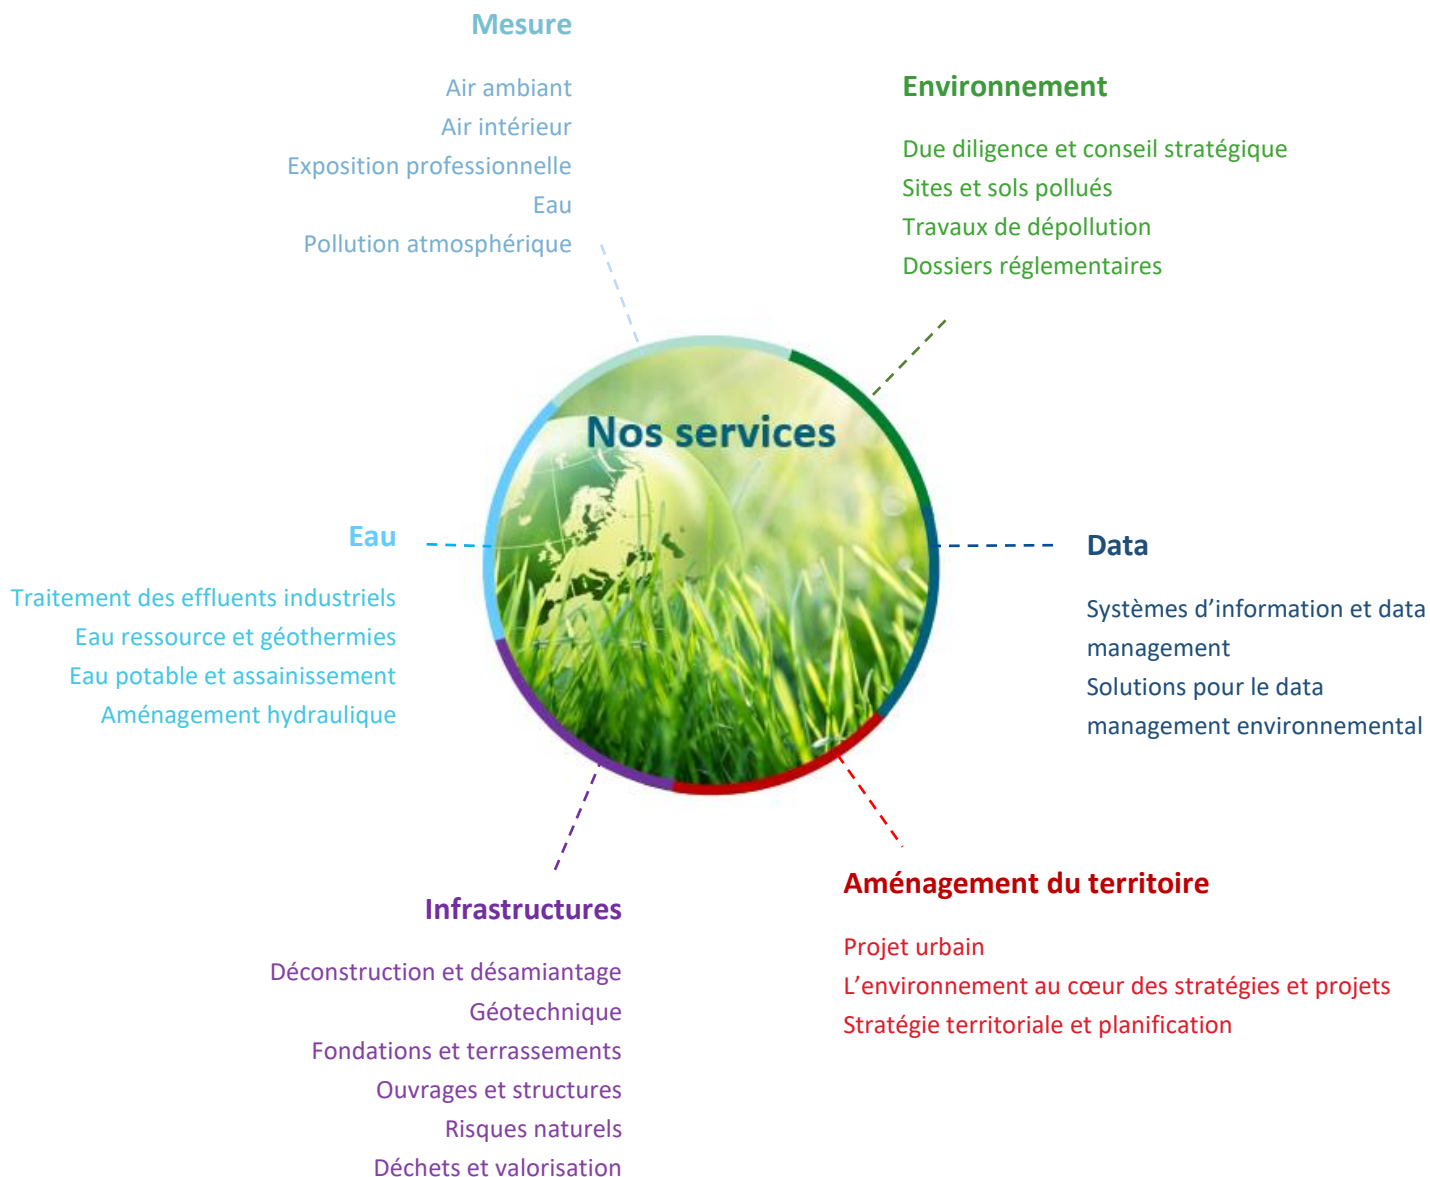 Mesure
Air ambiant
Air intérieur
Exposition professionnelle
Eau
Pollution atmosphérique
Environnement
Due diligence et conseil stratégique
Sites et sols pollués
Travaux de dépollution
Dossiers réglementaires
Nos services
Eau
Traitement des effluents industriels
Eau ressource et géothermies
Eau potable et assainissement
Aménagement hydraulique
Data
Systèmes d’information et data
management
Solutions pour le data
management environnemental
Infrastructures
Déconstruction et désamiantage
Géotechnique
Fondations et terrassements
Ouvrages et structures
Risques naturels
Déchets et valorisation
Aménagement du territoire
Projet urbain
L’environnement au cœur des stratégies et projets
Stratégie territoriale et planification